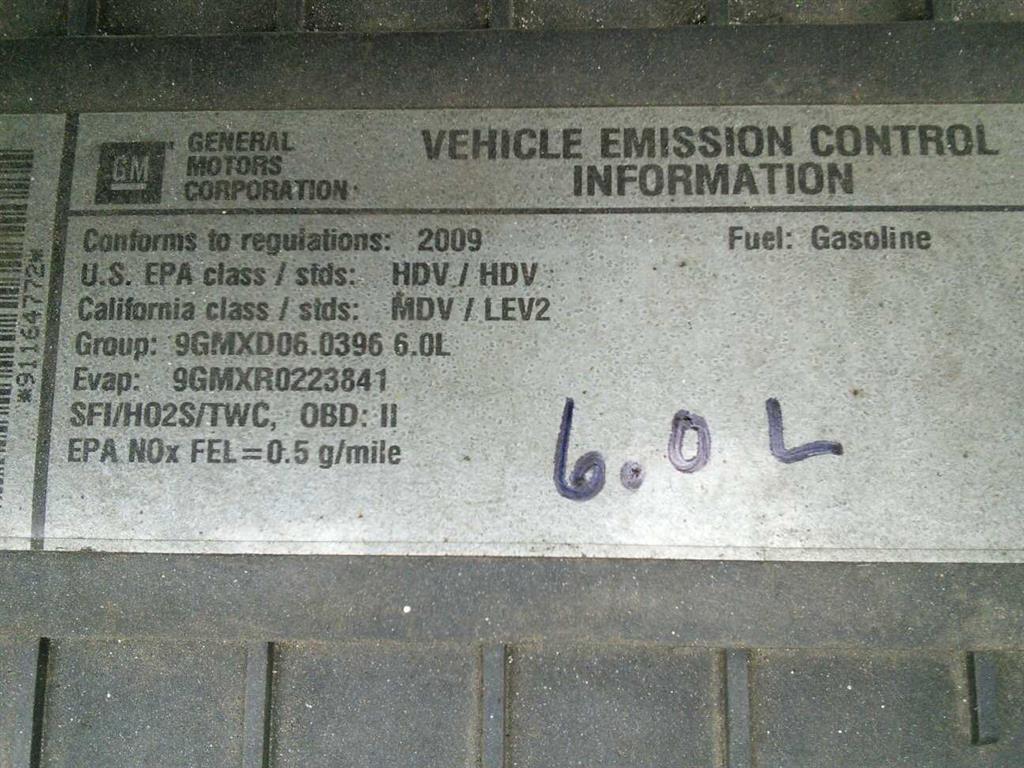 GM
GENERAL
MOTORS
CORPORATION
VEHICLE EMISSION CONTROL
INFORMATION
Conforms to regulations: 2009
Fuel: Gasoline
U.S. EPA class / stds: HDV / HDV
California class / stds: MDV / LEV2
Group: 9GMXD06.0396 6.0L
Evap: 9GMXR0223841
SFI/HO2S/TWC, OBD: II
EPA NOx FEL=0.5 g/mile
6.0L
*91164772*